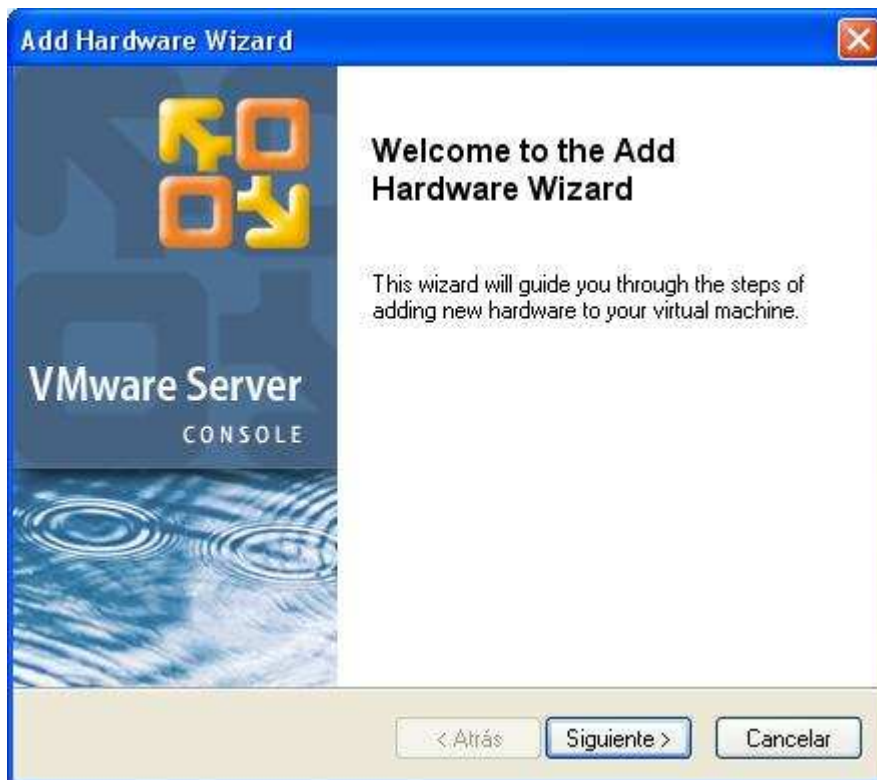 Add Hardware Wizard
Welcome to the Add
Hardware Wizard
This wizard will guide you through the steps of
adding new hardware to your virtual machine.
VMware Server
CONSOLE
< Atrás
Siguiente >
Cancelar